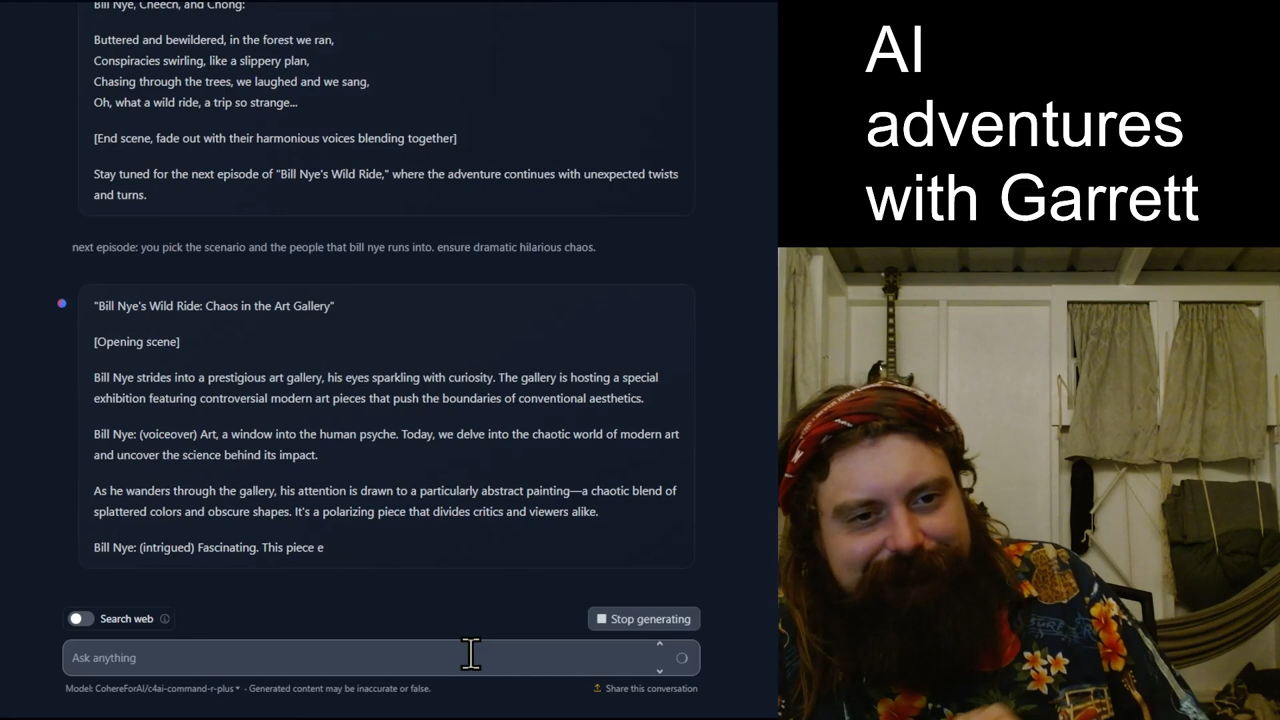 Bill Nye, Cheech, and Chong:
Buttered and bewildered, in the forest we ran,
Conspiracies swirling, like a slippery plan,
Chasing through the trees, we laughed and we sang,
Oh, what a wild ride, a trip so strange...
[End scene, fade out with their harmonious voices blending together]
Stay tuned for the next episode of "Bill Nye's Wild Ride," where the adventure continues with unexpected twists
and turns.
next episode: you pick the scenario and the people that bill nye runs into. ensure dramatic hilarious chaos.
"Bill Nye's Wild Ride: Chaos in the Art Gallery"
[Opening scene]
Bill Nye strides into a prestigious art gallery, his eyes sparkling with curiosity. The gallery is hosting a special
exhibition featuring controversial modern art pieces that push the boundaries of conventional aesthetics.
Bill Nye: (voiceover) Art, a window into the human psyche. Today, we delve into the chaotic world of modern art
and uncover the science behind its impact.
As he wanders through the gallery, his attention is drawn to a particularly abstract painting—a chaotic blend of
splattered colors and obscure shapes. It's a polarizing piece that divides critics and viewers alike.
Bill Nye: (intrigued) Fascinating. This piece e
Search web
Stop generating
Ask anything
Model: CohereForAI/c4ai-command-r-plus · Generated content may be inaccurate or false.
Share this conversation
AI
adventures
with Garrett